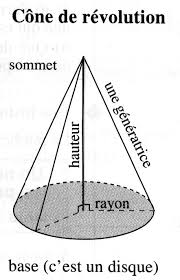 Cône de révolution
sommet
une génératrice
hauteur
rayon
base (c'est un disque)